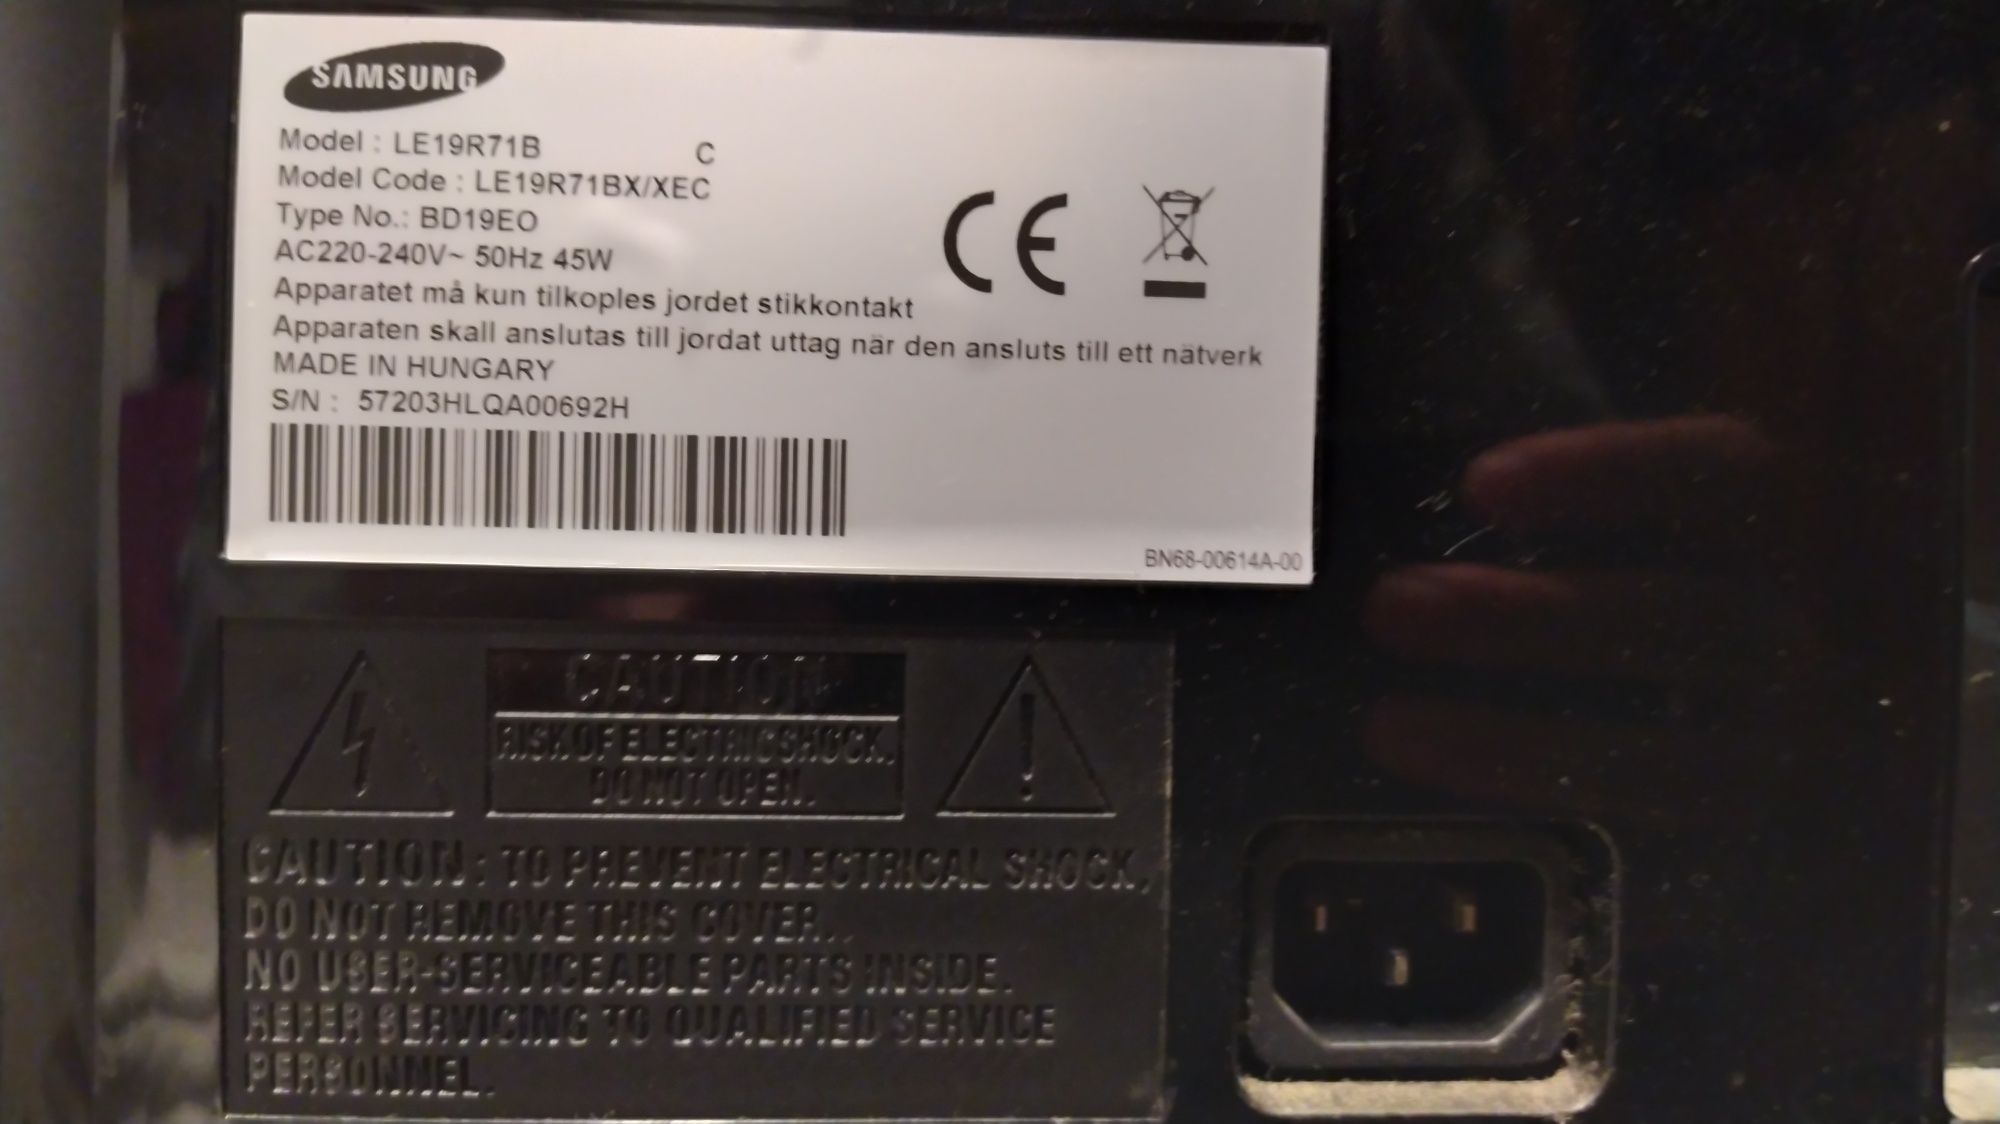 SAMSUNG
Model : LE19R71B C
Model Code : LE19R71BX/XEC
Type No.: BD19EO
AC220-240V~ 50Hz 45W
Apparatet må kun tilkoples jordet stikkontakt
Apparaten skall anslutas till jordat uttag när den ansluts till ett nätverk
MADE IN HUNGARY
S/N : 57203HLQA00692H
CE
BN68-00614A-00
CAUTION
RISK OF ELECTRIC SHOCK.
DO NOT OPEN.
CAUTION: TO PREVENT ELECTRICAL SHOCK,
DO NOT REMOVE THIS COVER.
NO USER-SERVICEABLE PARTS INSIDE.
REFER SERVICING TO QUALIFIED SERVICE
PERSONNEL.